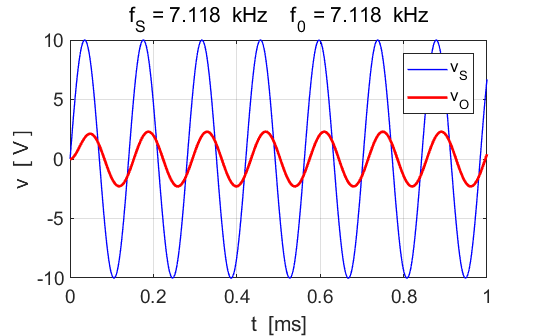 f_S = 7.118 kHz f_0 = 7.118 kHz
v [ V ]
10
5
0
-5
-10
v_S
v_O
0 0.2 0.4 0.6 0.8 1
t [ms]